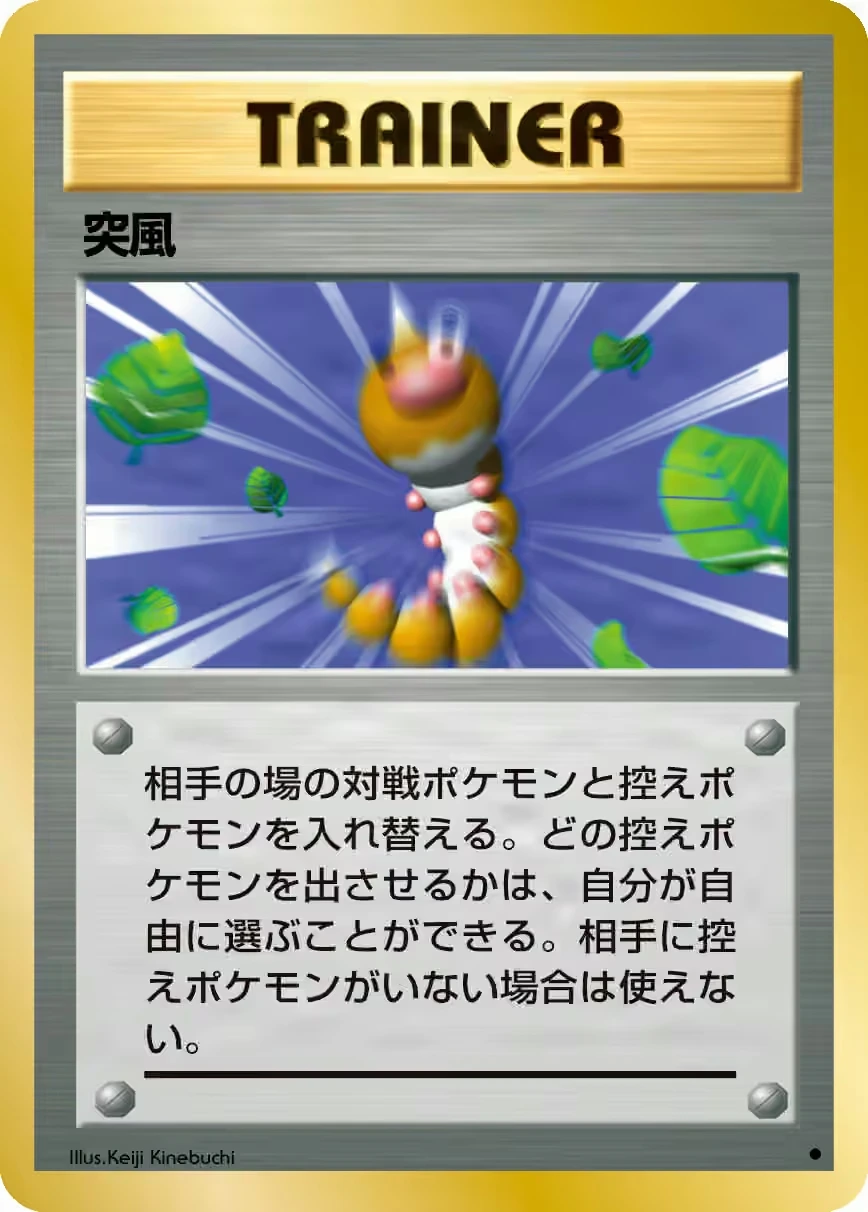 TRAINER
突風
相手の場の対戦ポケモンと控えポ
ケモンを入れ替える。どの控えポ
ケモンを出させるかは、自分が自
由に選ぶことができる。相手に控
えポケモンがいない場合は使えな
い。
Illus.Keiji Kinebuchi